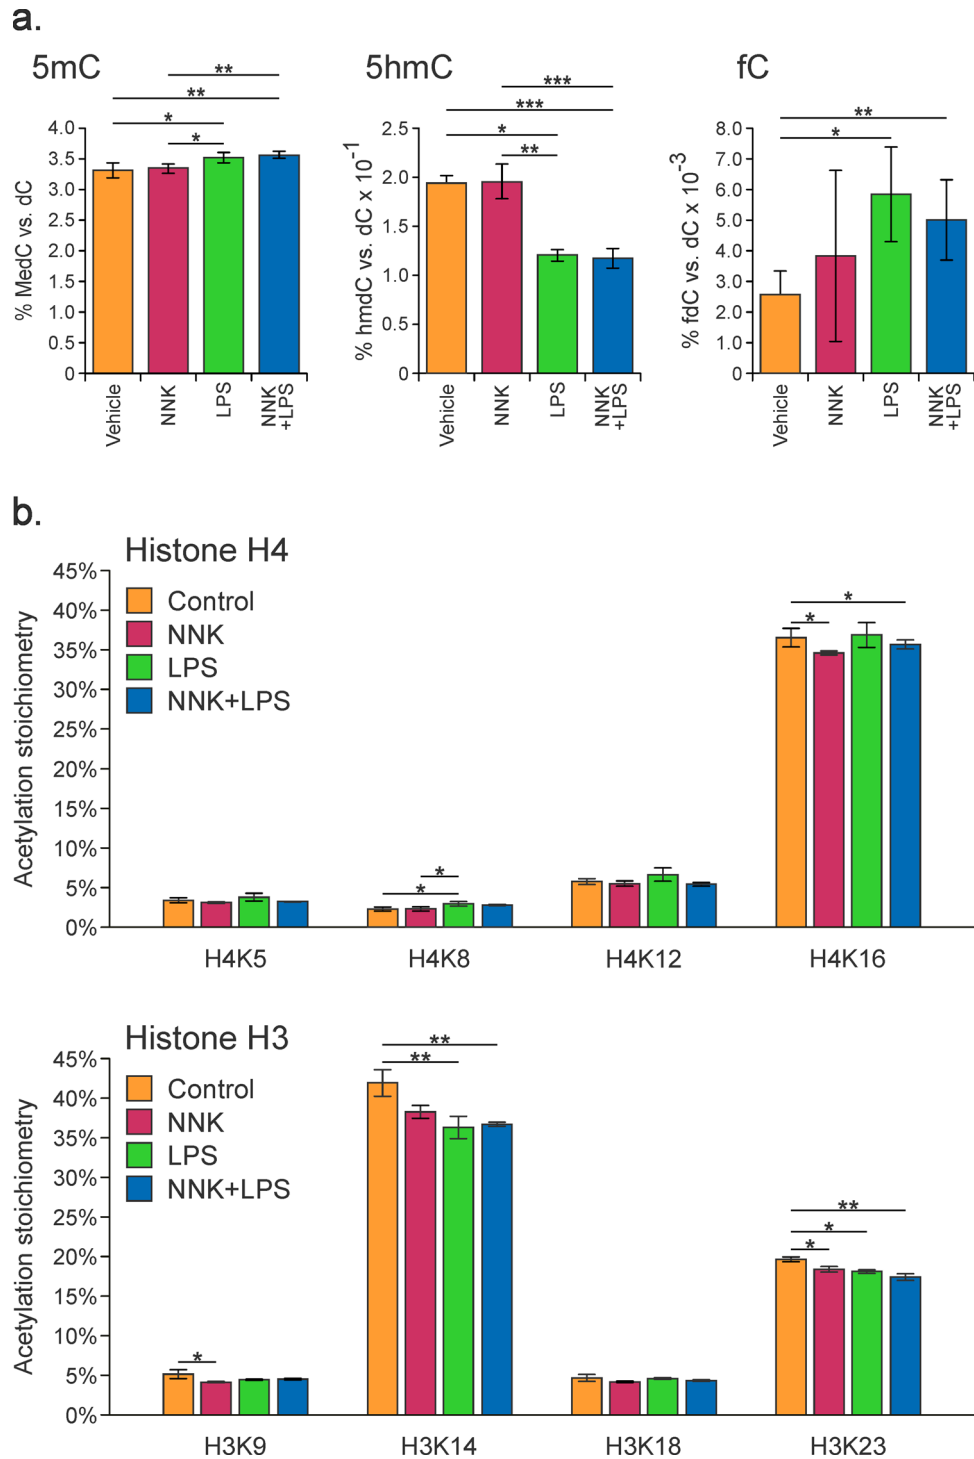 a.
5mC
5hmC
fC
** ** * *
*** *** * **
** *
% MedC vs. dC
4.0
3.5
3.0
2.5
2.0
1.5
1.0
0.5
0
Vehicle
NNK
LPS
NNK
+LPS
% hmdC vs. dC x 10-1
2.5
2.0
1.5
1.0
0.5
0
Vehicle
NNK
LPS
NNK
+LPS
% fdC vs. dC x 10-3
8.0
7.0
6.0
5.0
4.0
3.0
2.0
1.0
0
Vehicle
NNK
LPS
NNK
+LPS
b.
Histone H4
Control
NNK
LPS
NNK+LPS
Acetylation stoichiometry
45%
40%
35%
30%
25%
20%
15%
10%
5%
0%
* *
* *
H4K5
H4K8
H4K12
H4K16
Histone H3
Control
NNK
LPS
NNK+LPS
Acetylation stoichiometry
45%
40%
35%
30%
25%
20%
15%
10%
5%
0%
*
** **
** * *
H3K9
H3K14
H3K18
H3K23